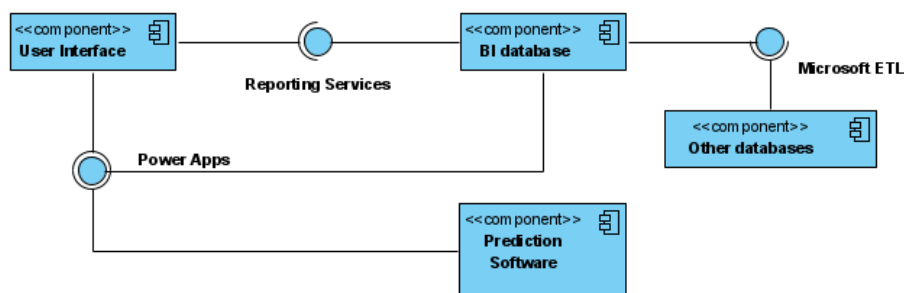 <<component>>
User Interface
Reporting Services
<<component>>
BI database
Microsoft ETL
<<component>>
Other databases
Power Apps
<<component>>
Prediction
Software